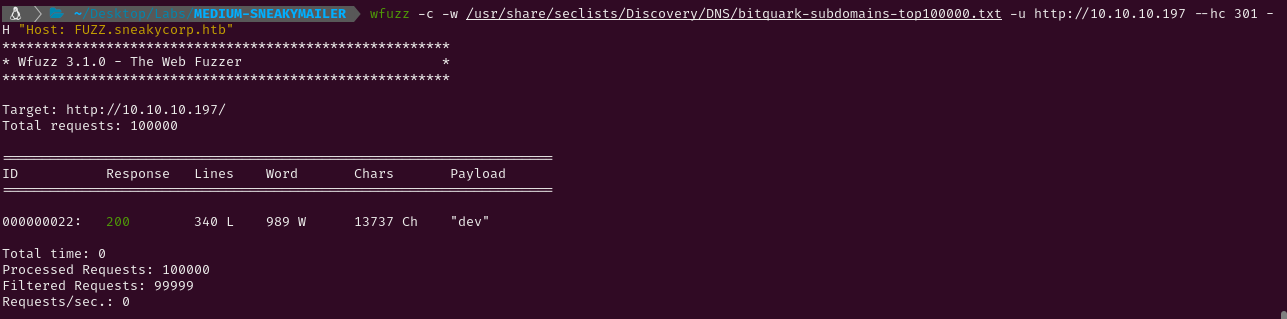 ~/Desktop/Labs/MEDIUM-SNEAKYMAILER wfuzz -c -w /usr/share/seclists/Discovery/DNS/bitquark-subdomains-top100000.txt -u http://10.10.10.197 --hc 301 -
H "Host: FUZZ.sneakycorp.htb"
********************************************************
* Wfuzz 3.1.0 - The Web Fuzzer                         *
********************************************************
Target: http://10.10.10.197/
Total requests: 100000
=====================================================================
ID           Response   Lines    Word       Chars       Payload
=====================================================================
000000022:   200        340 L    989 W      13737 Ch    "dev"
Total time: 0
Processed Requests: 100000
Filtered Requests: 99999
Requests/sec.: 0